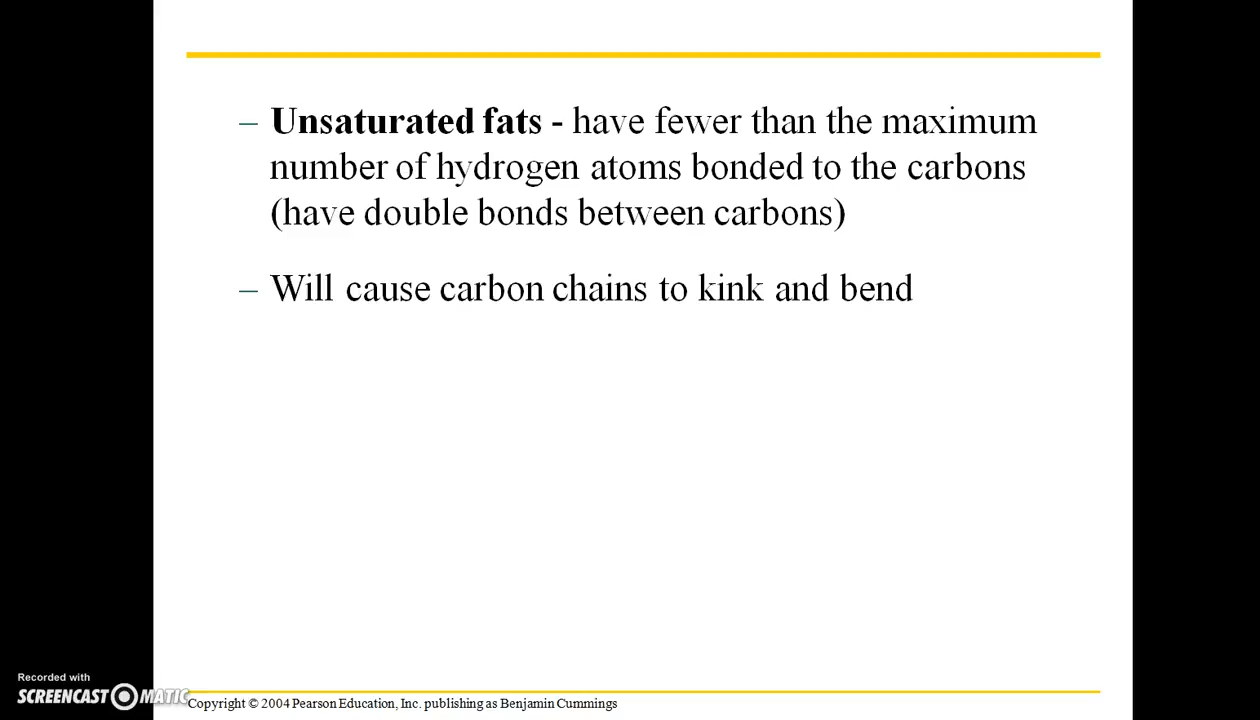 – Unsaturated fats - have fewer than the maximum
number of hydrogen atoms bonded to the carbons
(have double bonds between carbons)
– Will cause carbon chains to kink and bend
Recorded with
SCREENCAST MATIC
Copyright © 2004 Pearson Education, Inc. publishing as Benjamin Cummings